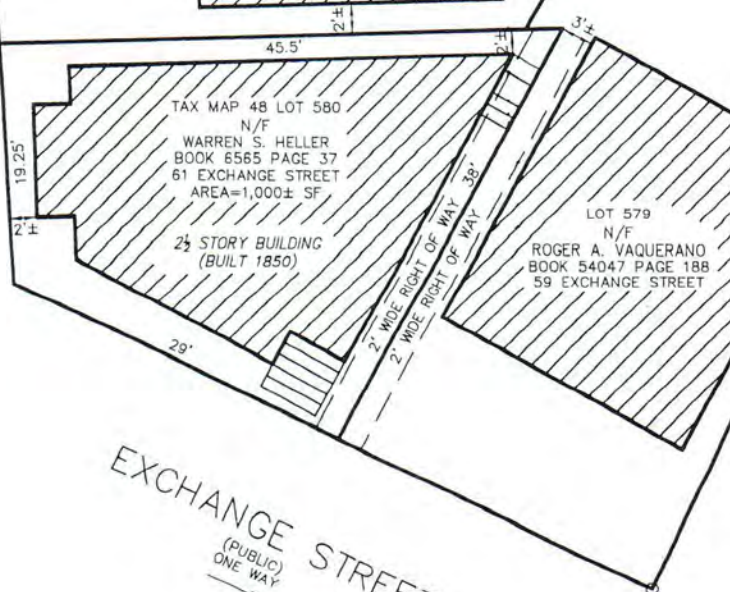 2'±
45.5'
2'±
3'±
TAX MAP 48 LOT 580
N/F
WARREN S. HELLER
BOOK 6565 PAGE 37
61 EXCHANGE STREET
AREA=1,000± SF
2½ STORY BUILDING
(BUILT 1850)
19.25'
2'±
29'
2' WIDE RIGHT OF WAY 38'
2' WIDE RIGHT OF WAY
LOT 579
N/F
ROGER A. VAQUERANO
BOOK 54047 PAGE 188
59 EXCHANGE STREET
EXCHANGE STREET
(PUBLIC)
ONE WAY